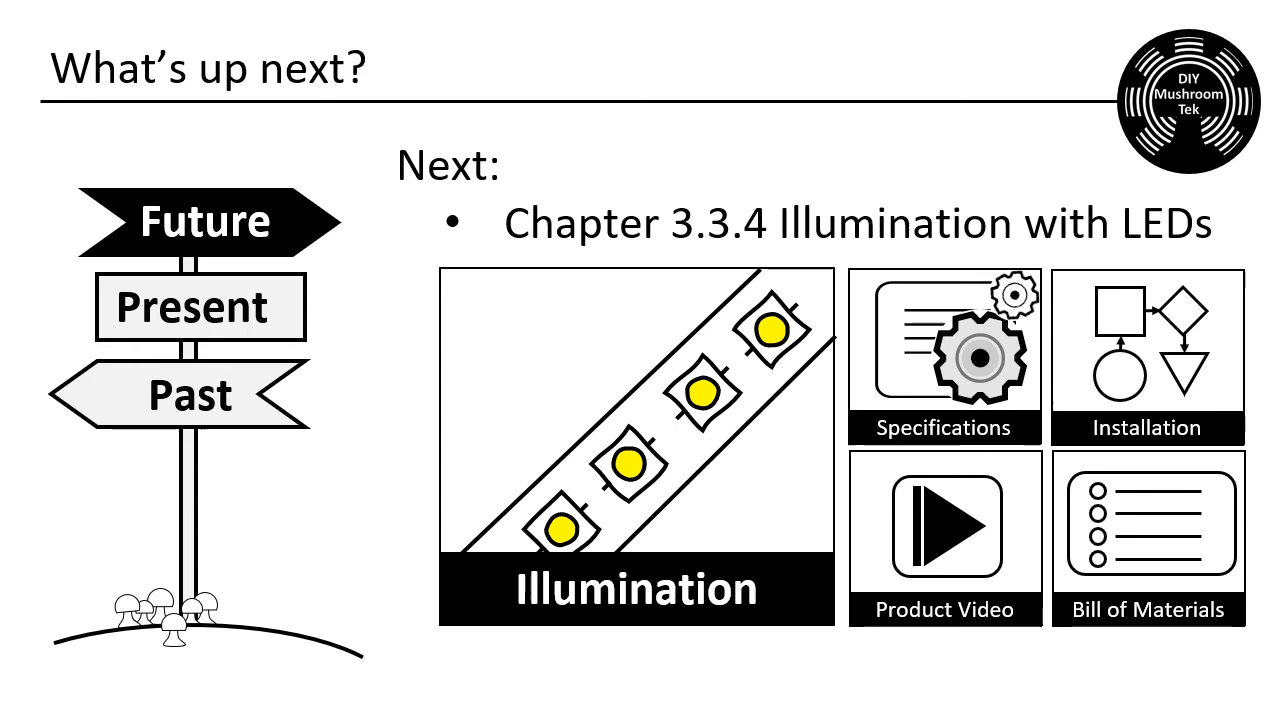 What's up next?
DIY
Mushroom
Tek
Next:
• Chapter 3.3.4 Illumination with LEDs
Future
Present
Past
Illumination
Specifications
Installation
Product Video
Bill of Materials